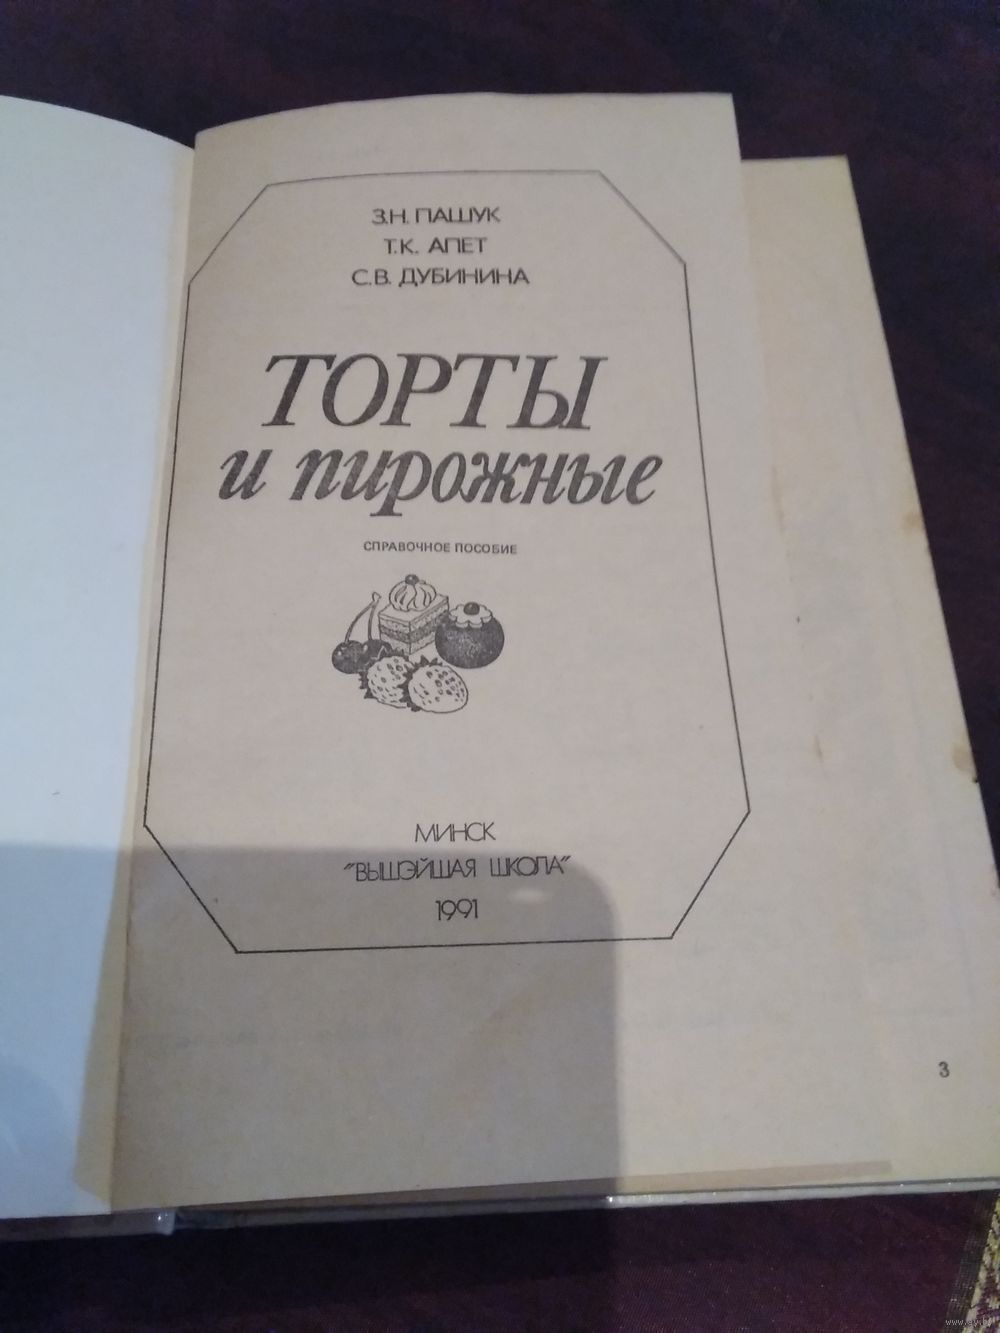 З.Н. ПАШУК
Т.К. АПЕТ
С.В. ДУБИНИНА
ТОРТЫ
и пирожные
СПРАВОЧНОЕ ПОСОБИЕ
МИНСК
"ВЫШЭЙШАЯ ШКОЛА"
1991
3